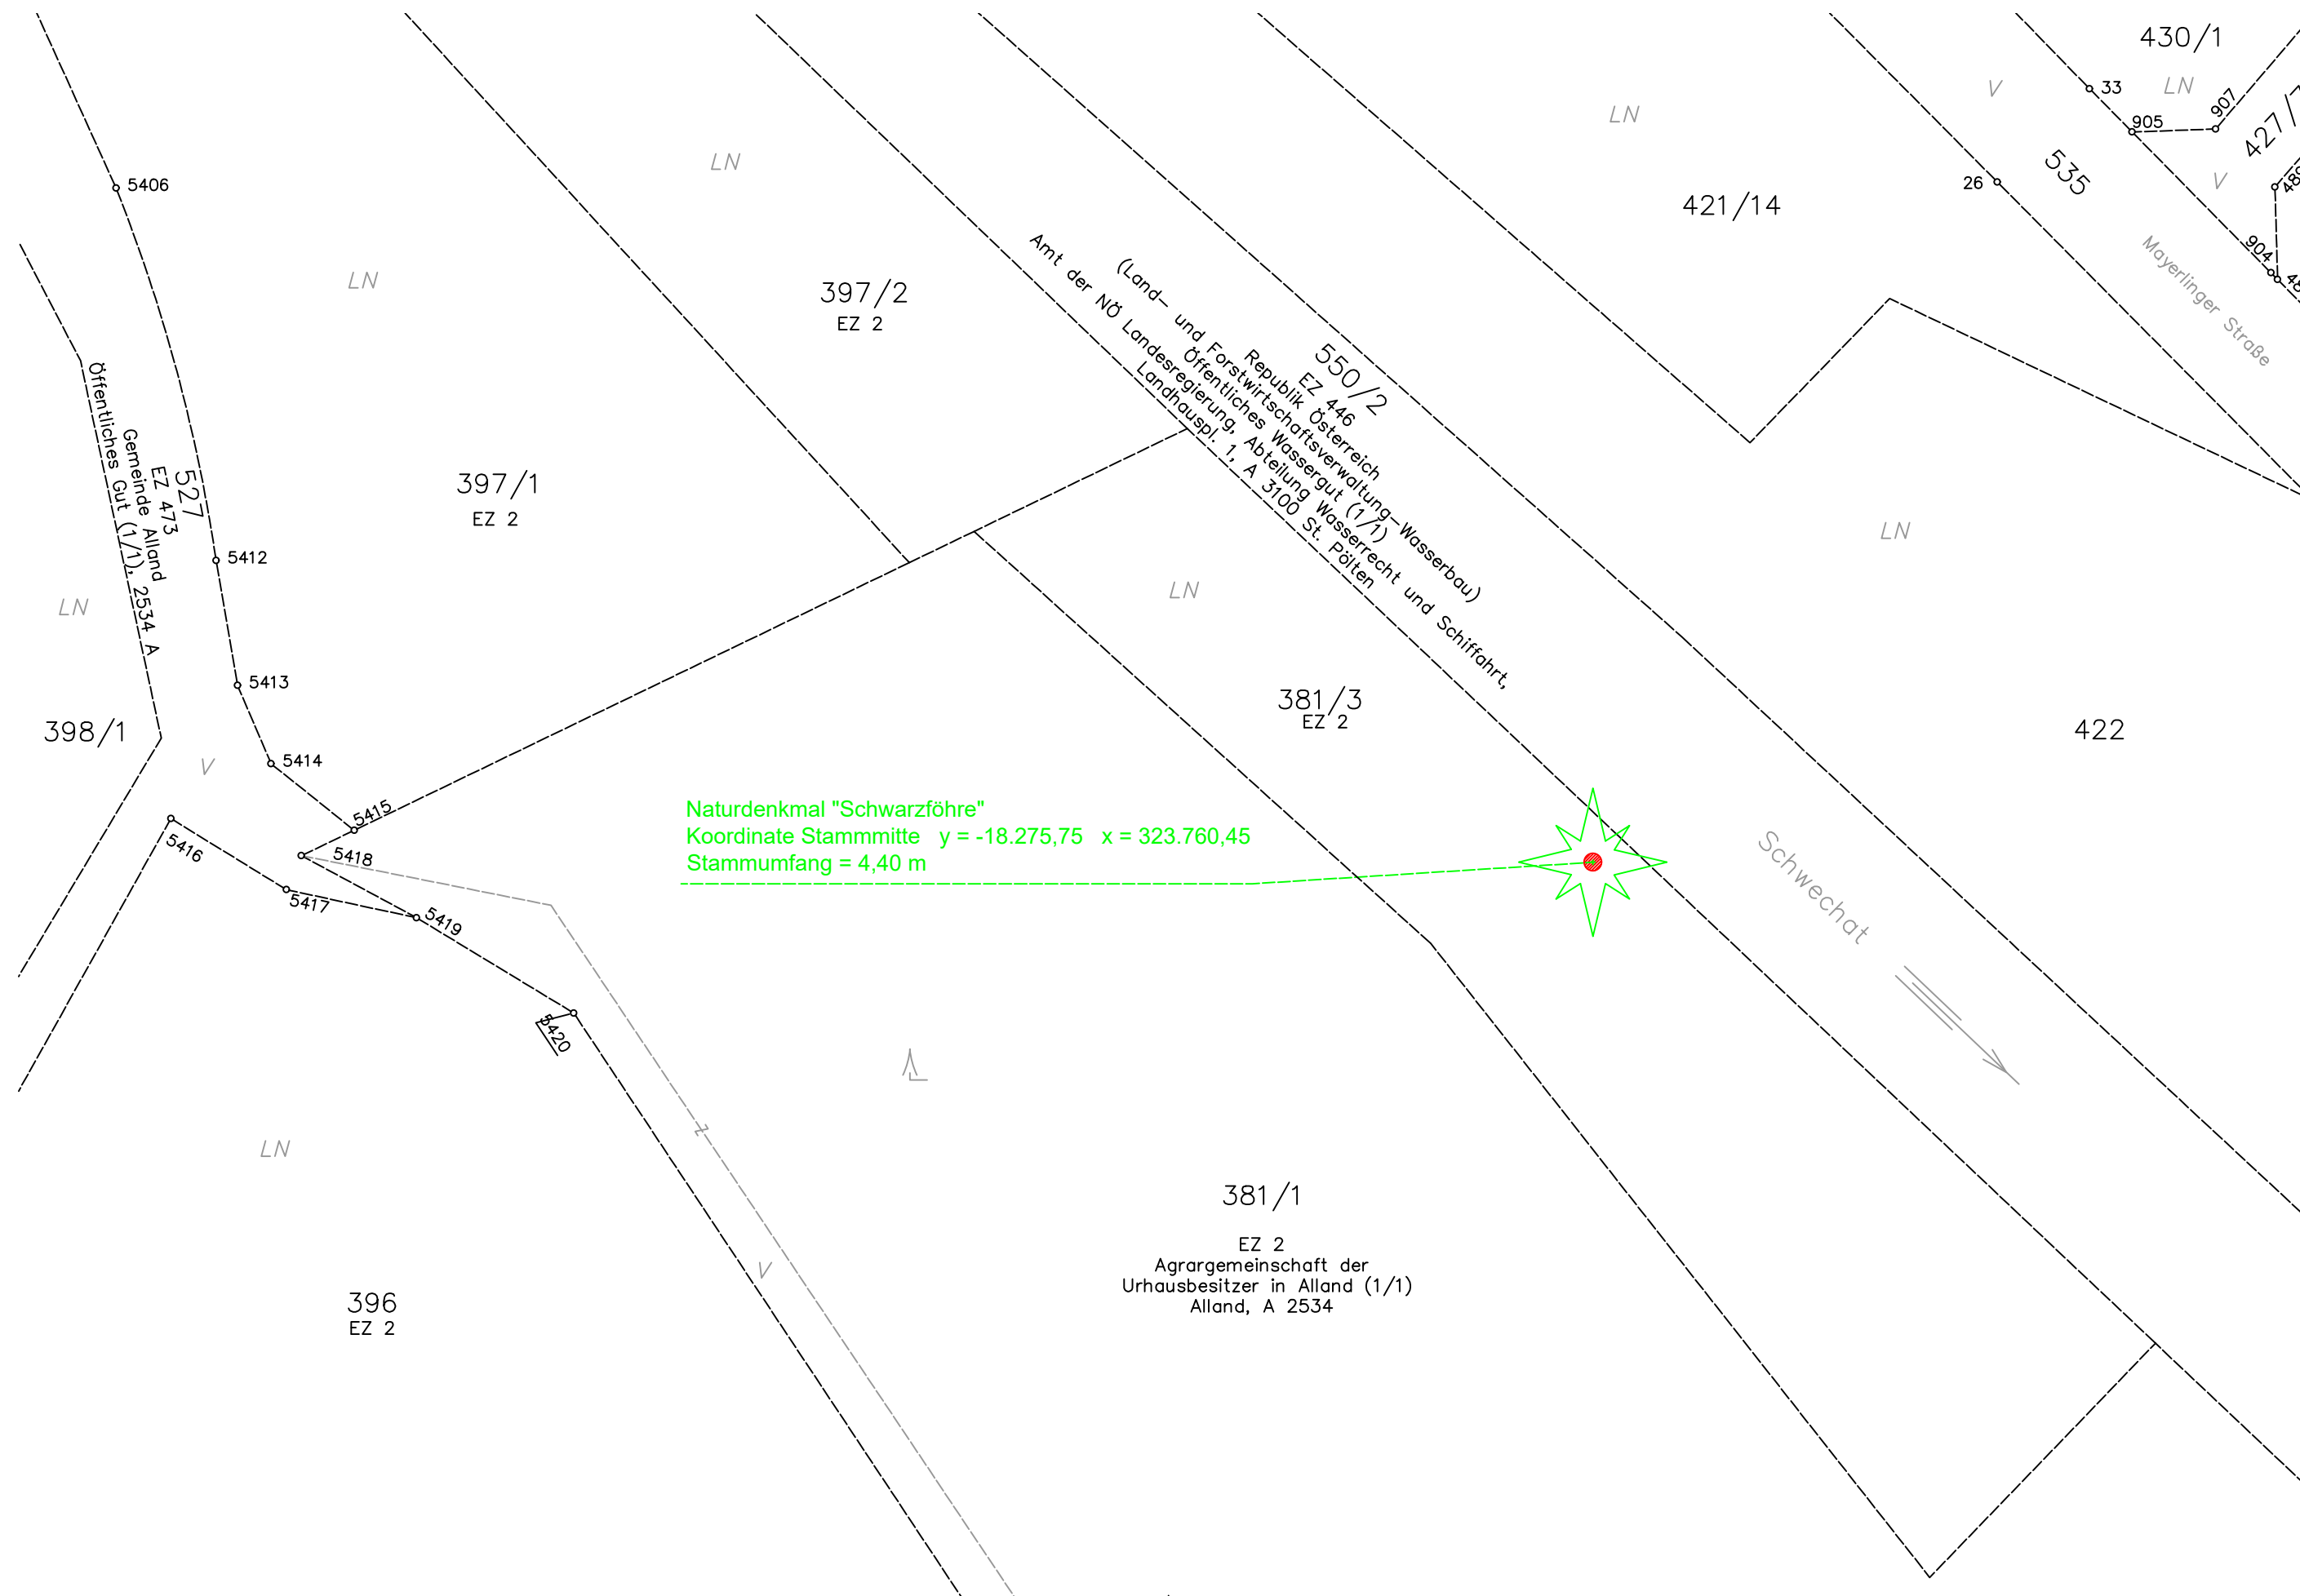 430/1
LN
V
33
905
907
427/
535
26
V
904
Mayerlinger Straße
LN
421/14
LN
5406
LN
397/2
EZ 2
550/2
EZ 446
Republik Österreich
(Land- und Forstwirtschaftsverwaltung-Wasserbau)
Öffentliches Wassergut (1/1)
Amt der NÖ Landesregierung, Abteilung Wasserrecht und Schiffahrt,
Landhauspl. 1, A 3100 St. Pölten
397/1
EZ 2
527
EZ 473
Gemeinde Alland
Öffentliches Gut (1/1), 2534 A
5412
LN
LN
LN
5413
398/1
V
5414
381/3
EZ 2
422
5415
5416
5418
5417
5419
5420
Naturdenkmal "Schwarzföhre"
Koordinate Stammmitte y = -18.275,75 x = 323.760,45
Stammumfang = 4,40 m
Schwechat
LN
z
V
381/1
EZ 2
Agrargemeinschaft der
Urhausbesitzer in Alland (1/1)
Alland, A 2534
396
EZ 2